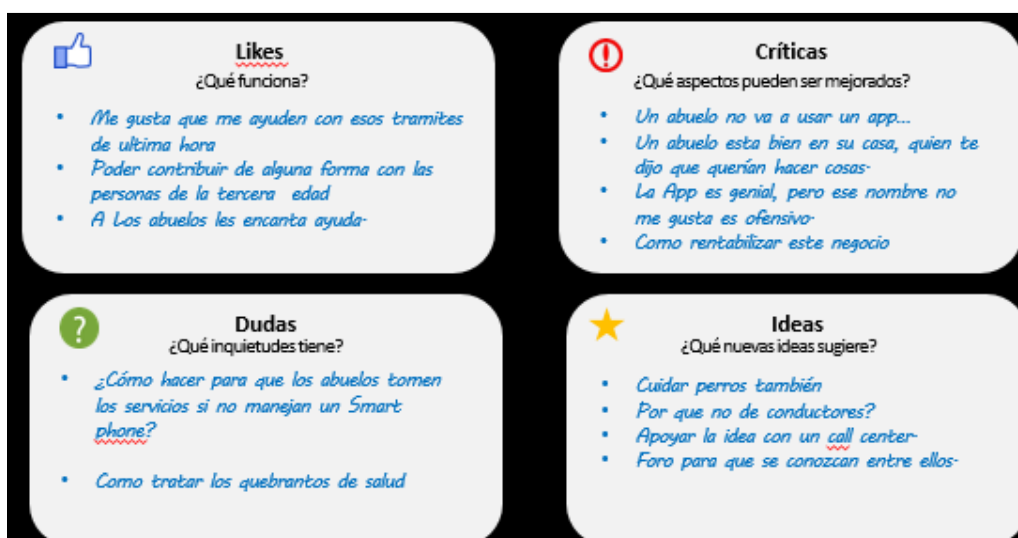 Likes
¿Qué funciona?
• Me gusta que me ayuden con esos tramites
de ultima hora
• Poder contribuir de alguna forma con las
personas de la tercera edad
• A Los abuelos les encanta ayuda-
Críticas
¿Qué aspectos pueden ser mejorados?
• Un abuelo no va a usar un app...
• Un abuelo esta bien en su casa, quien te
dijo que querían hacer cosas-
• La App es genial, pero ese nombre no
me gusta es ofensivo-
• Como rentabilizar este negocio
Dudas
¿Qué inquietudes tiene?
• ¿Cómo hacer para que los abuelos tomen
los servicios si no manejan un Smart
phone?
• Como tratar los quebrantos de salud
Ideas
¿Qué nuevas ideas sugiere?
• Cuidar perros también
• Por que no de conductores?
• Apoyar la idea con un call center-
• Foro para que se conozcan entre ellos-